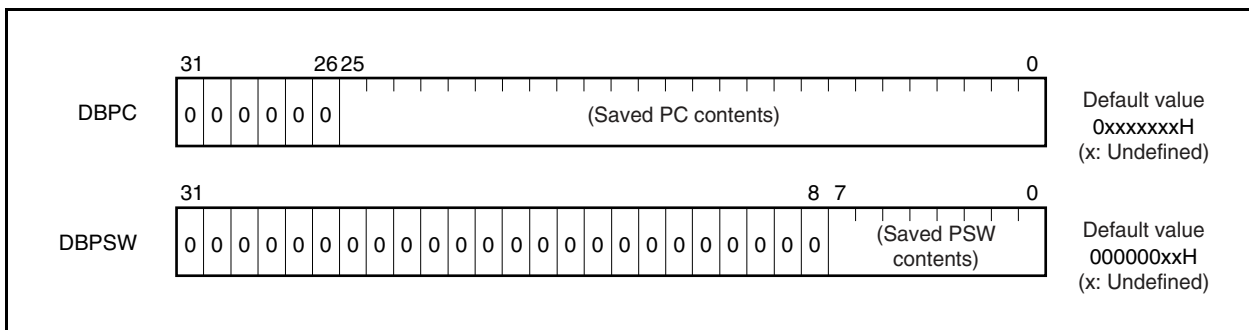 31 26 25 0
DBPC 0 0 0 0 0 0 (Saved PC contents) Default value
0xxxxxxxH
(x: Undefined)
31 8 7 0
DBPSW 0 0 0 0 0 0 0 0 0 0 0 0 0 0 0 0 0 0 0 0 0 0 0 0 (Saved PSW
contents) Default value
000000xxH
(x: Undefined)